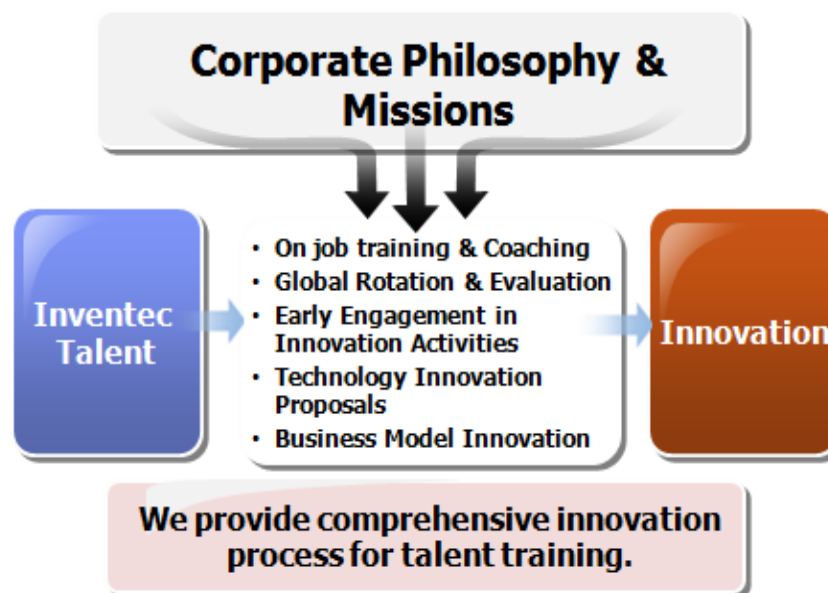 Corporate Philosophy &
Missions
Inventec
Talent
• On job training & Coaching
• Global Rotation & Evaluation
• Early Engagement in
Innovation Activities
• Technology Innovation
Proposals
• Business Model Innovation
Innovation
We provide comprehensive innovation
process for talent training.